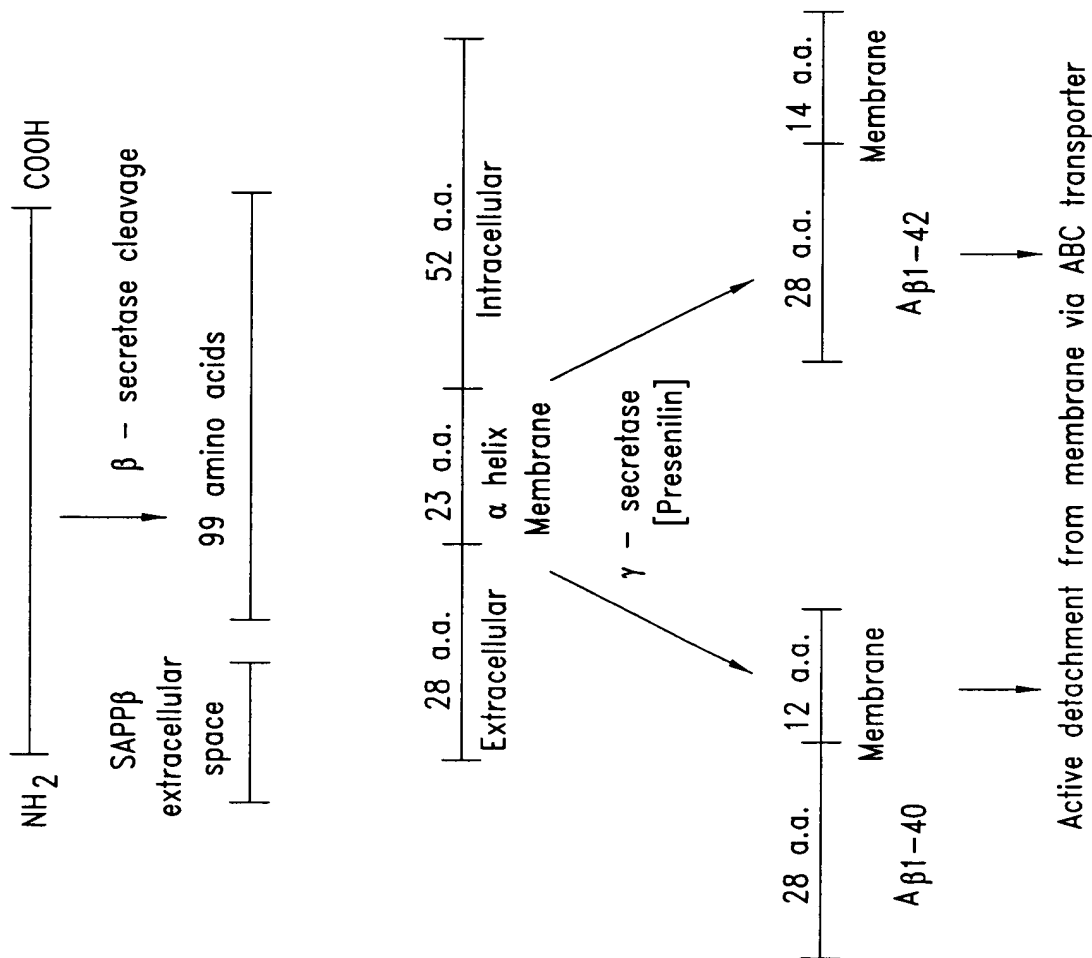 NH2 COOH
β - secretase cleavage
SAPPβ
extracellular
space
99 amino acids
28 a.a. 23 a.a. 52 a.a.
Extracellular α helix Intracellular
Membrane
γ - secretase
[Presenilin]
28 a.a. 12 a.a. 28 a.a. 14 a.a.
Membrane Membrane
Aβ1-40 Aβ1-42
Active detachment from membrane via ABC transporter